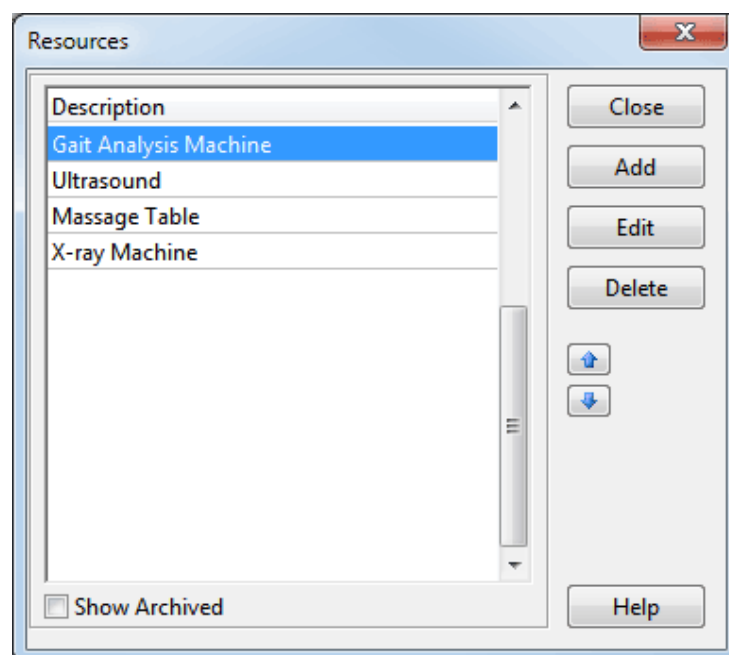 Resources
Description
Gait Analysis Machine
Ultrasound
Massage Table
X-ray Machine
Show Archived
Close
Add
Edit
Delete
Help